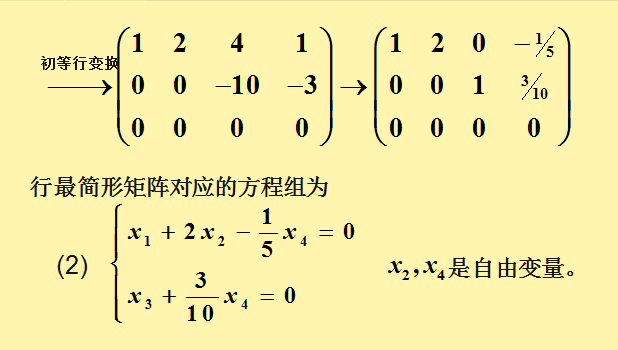 初等行变换 → (1 2 4 1; 0 0 −10 −3; 0 0 0 0) → (1 2 0 −1/5; 0 0 1 3/10; 0 0 0 0)
行最简形矩阵对应的方程组为
(2) { x₁ + 2x₂ − 1/5 x₄ = 0
x₃ + 3/10 x₄ = 0
x₂,x₄是自由变量。